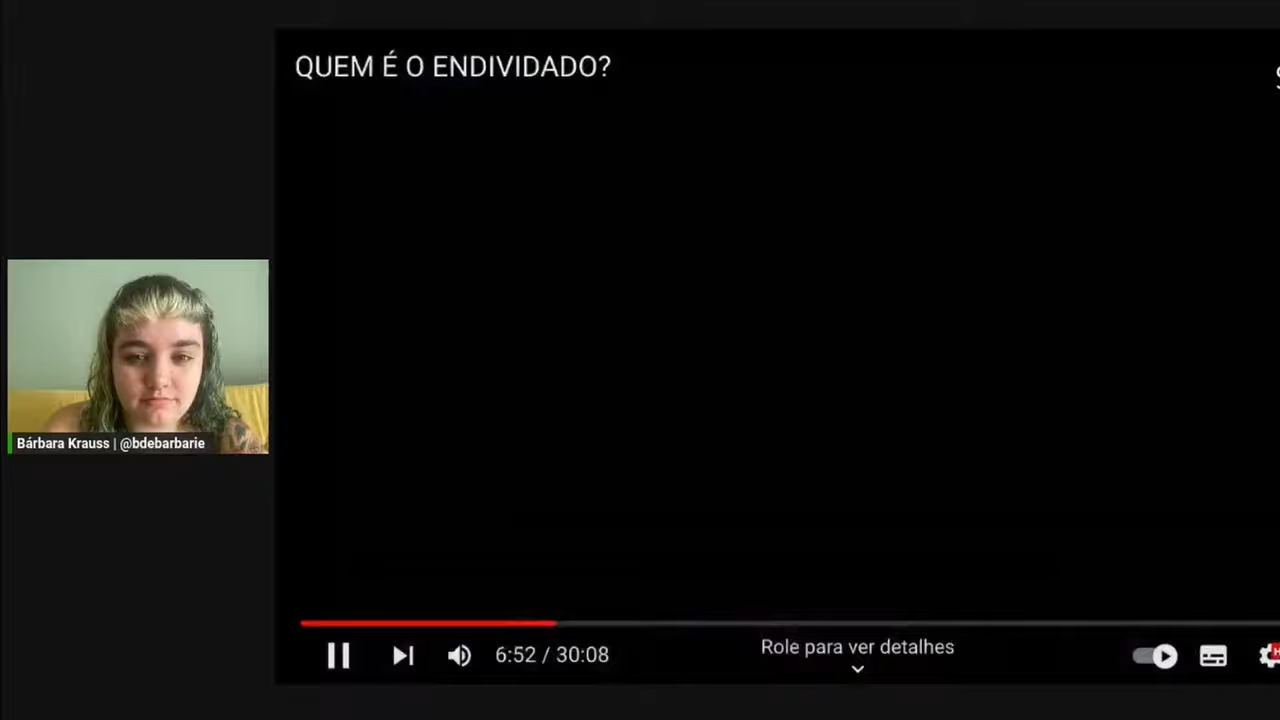 QUEM É O ENDIVIDADO?
Bárbara Krauss | @bdebarbarie
6:52 / 30:08
Role para ver detalhes